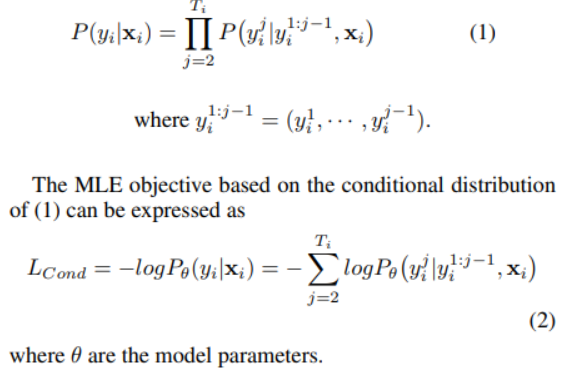 $$P(y_i|\mathbf{x}_i) = \prod_{j=2}^{T_i} P(y_i^j|y_i^{1:j-1}, \mathbf{x}_i) \qquad (1)$$
where $y_i^{1:j-1} = (y_i^1, \cdots, y_i^{j-1})$.
The MLE objective based on the conditional distribution
of (1) can be expressed as
$$L_{Cond} = -logP_\theta(y_i|\mathbf{x}_i) = -\sum_{j=2}^{T_i} logP_\theta(y_i^j|y_i^{1:j-1}, \mathbf{x}_i)$$
(2)
where $\theta$ are the model parameters.